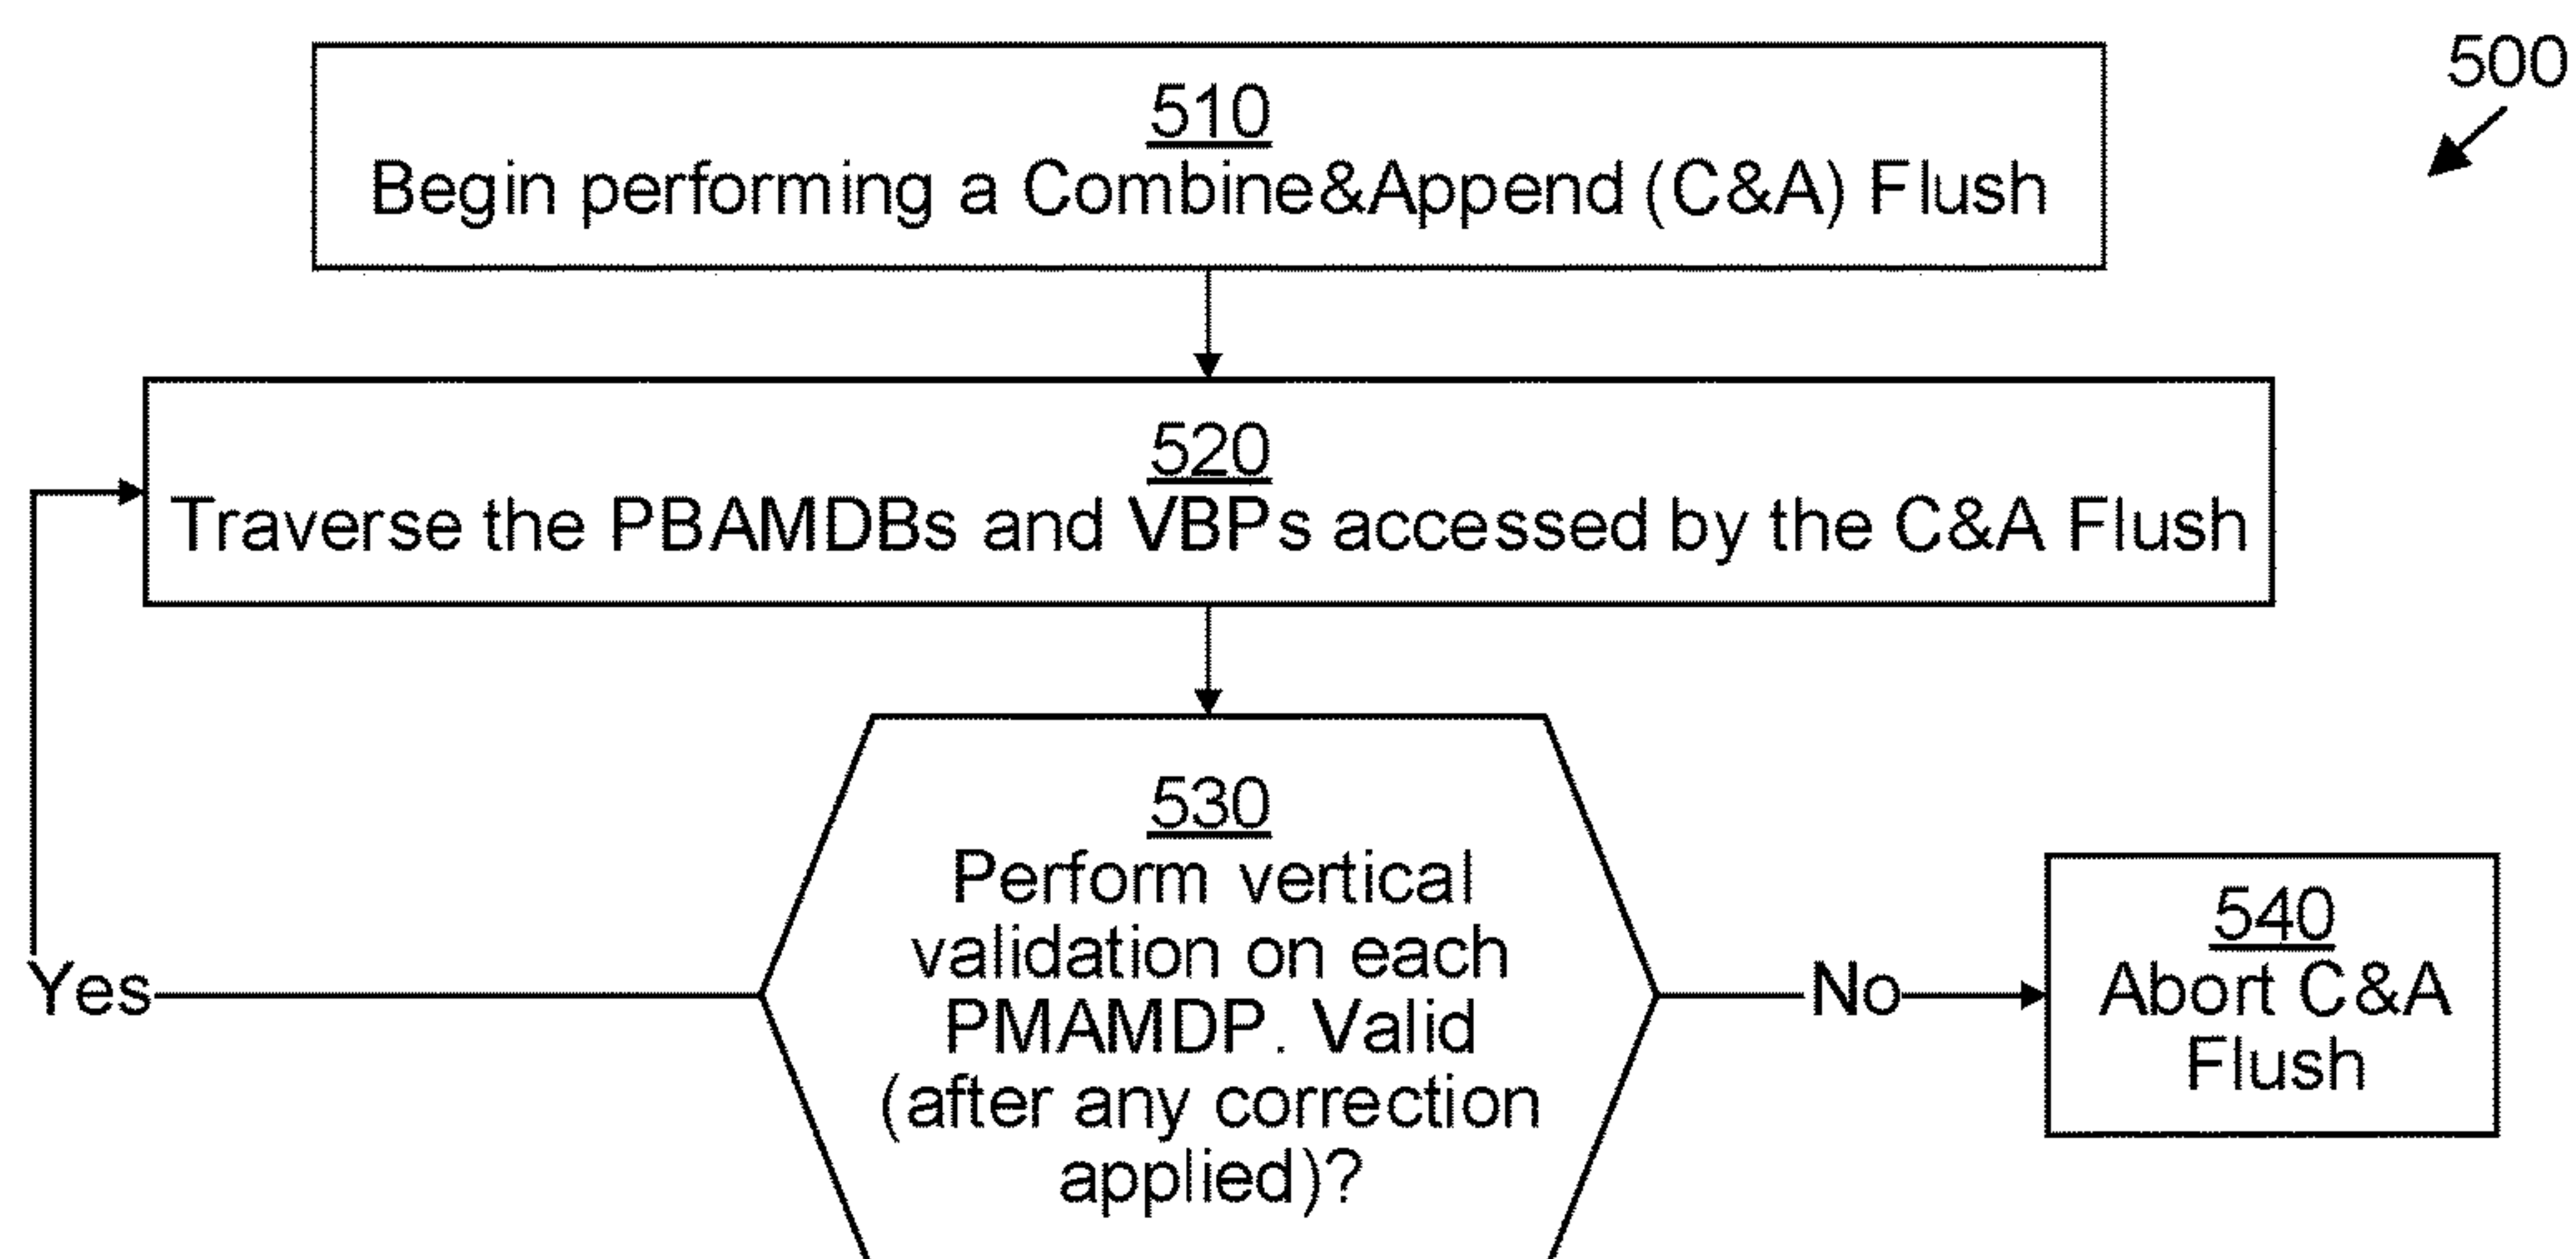 500
510
Begin performing a Combine&Append (C&A) Flush
520
Traverse the PBAMDBs and VBPs accessed by the C&A Flush
530
Perform vertical
validation on each
PMAMDP. Valid
(after any correction
applied)?
Yes
No
540
Abort C&A
Flush